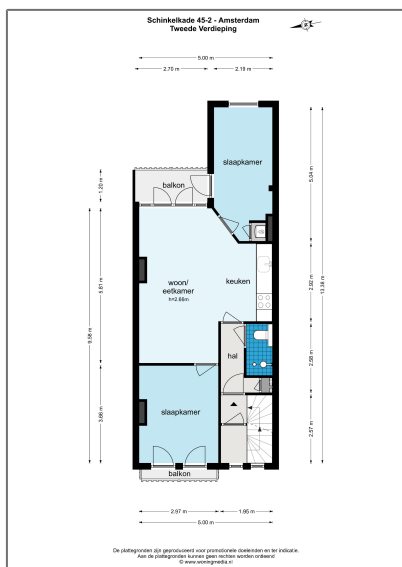 Schinkelkade 45-2 - Amsterdam
Tweede Verdieping
5.00 m
2.70 m
2.19 m
slaapkamer
5.04 m
1.20 m
balkon
13.36 m
5.81 m
woon/
eetkamer
h=2.66m
keuken
2.92 m
9.58 m
hal
2.58 m
3.66 m
slaapkamer
2.57 m
balkon
2.97 m
1.95 m
5.00 m
De plattegronden zijn geproduceerd voor promotionele doeleinden en ter indicatie.
Aan de plattegronden kunnen geen rechten worden ontleend
© www.woningmedia.nl